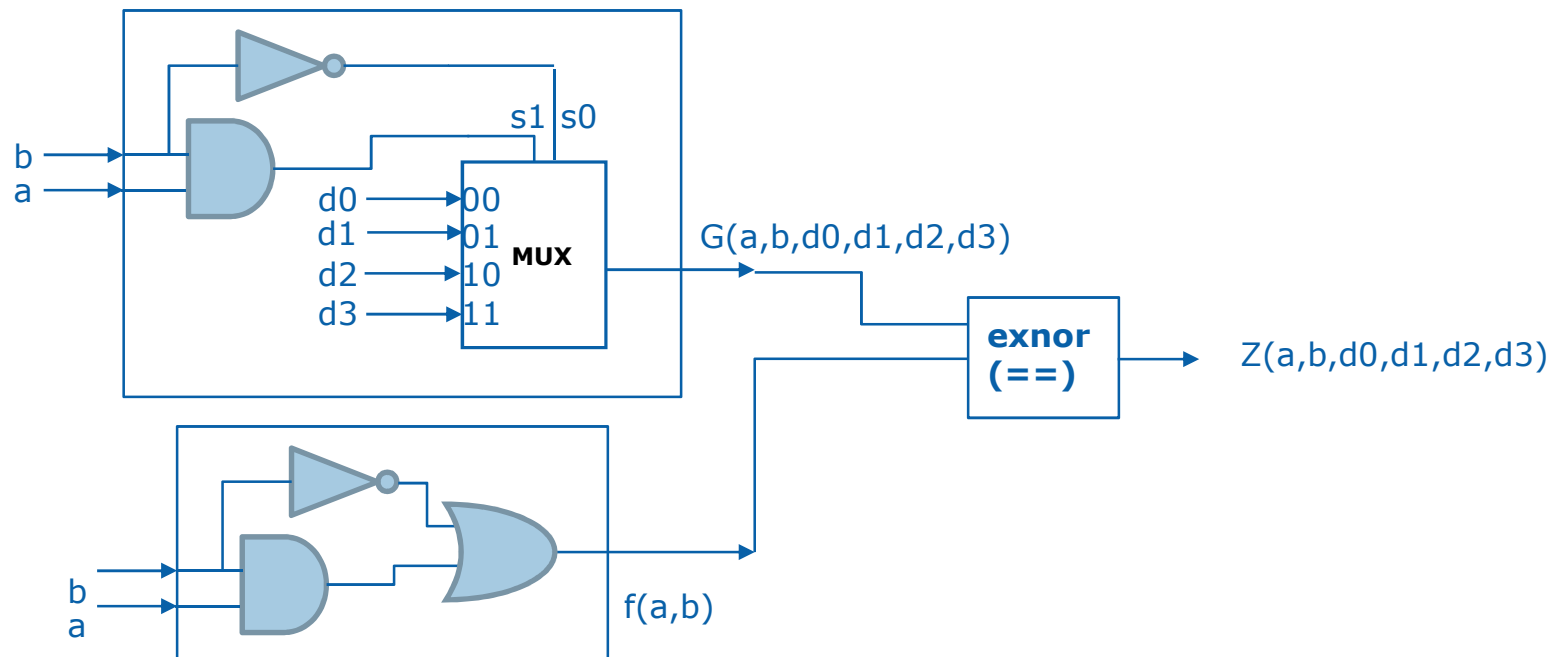 s1 s0
b
a
d0 00
d1 01
d2 10
d3 11
MUX
G(a,b,d0,d1,d2,d3)
exnor
(==)
Z(a,b,d0,d1,d2,d3)
b
a
f(a,b)